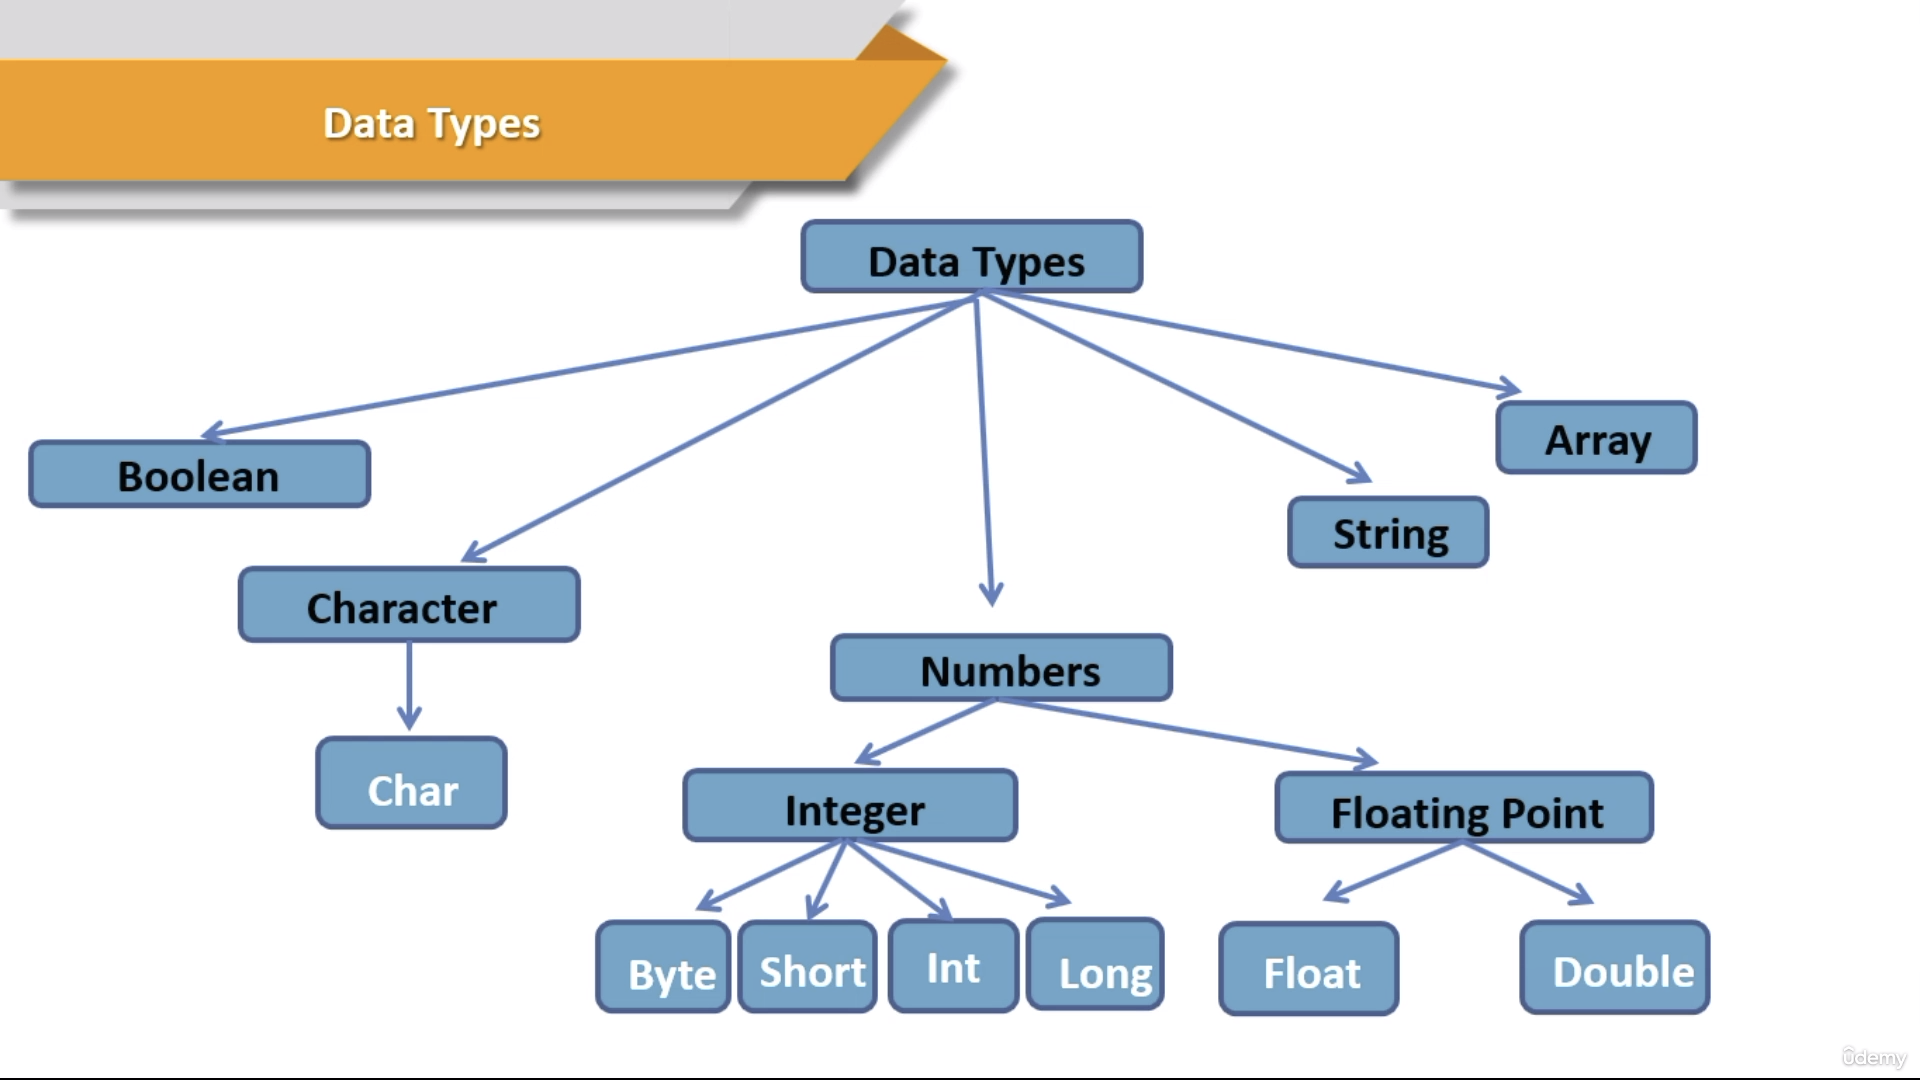 Data Types
Data Types
Boolean
Character
Char
Numbers
String
Array
Integer
Floating Point
Byte
Short
Int
Long
Float
Double
ûdemy